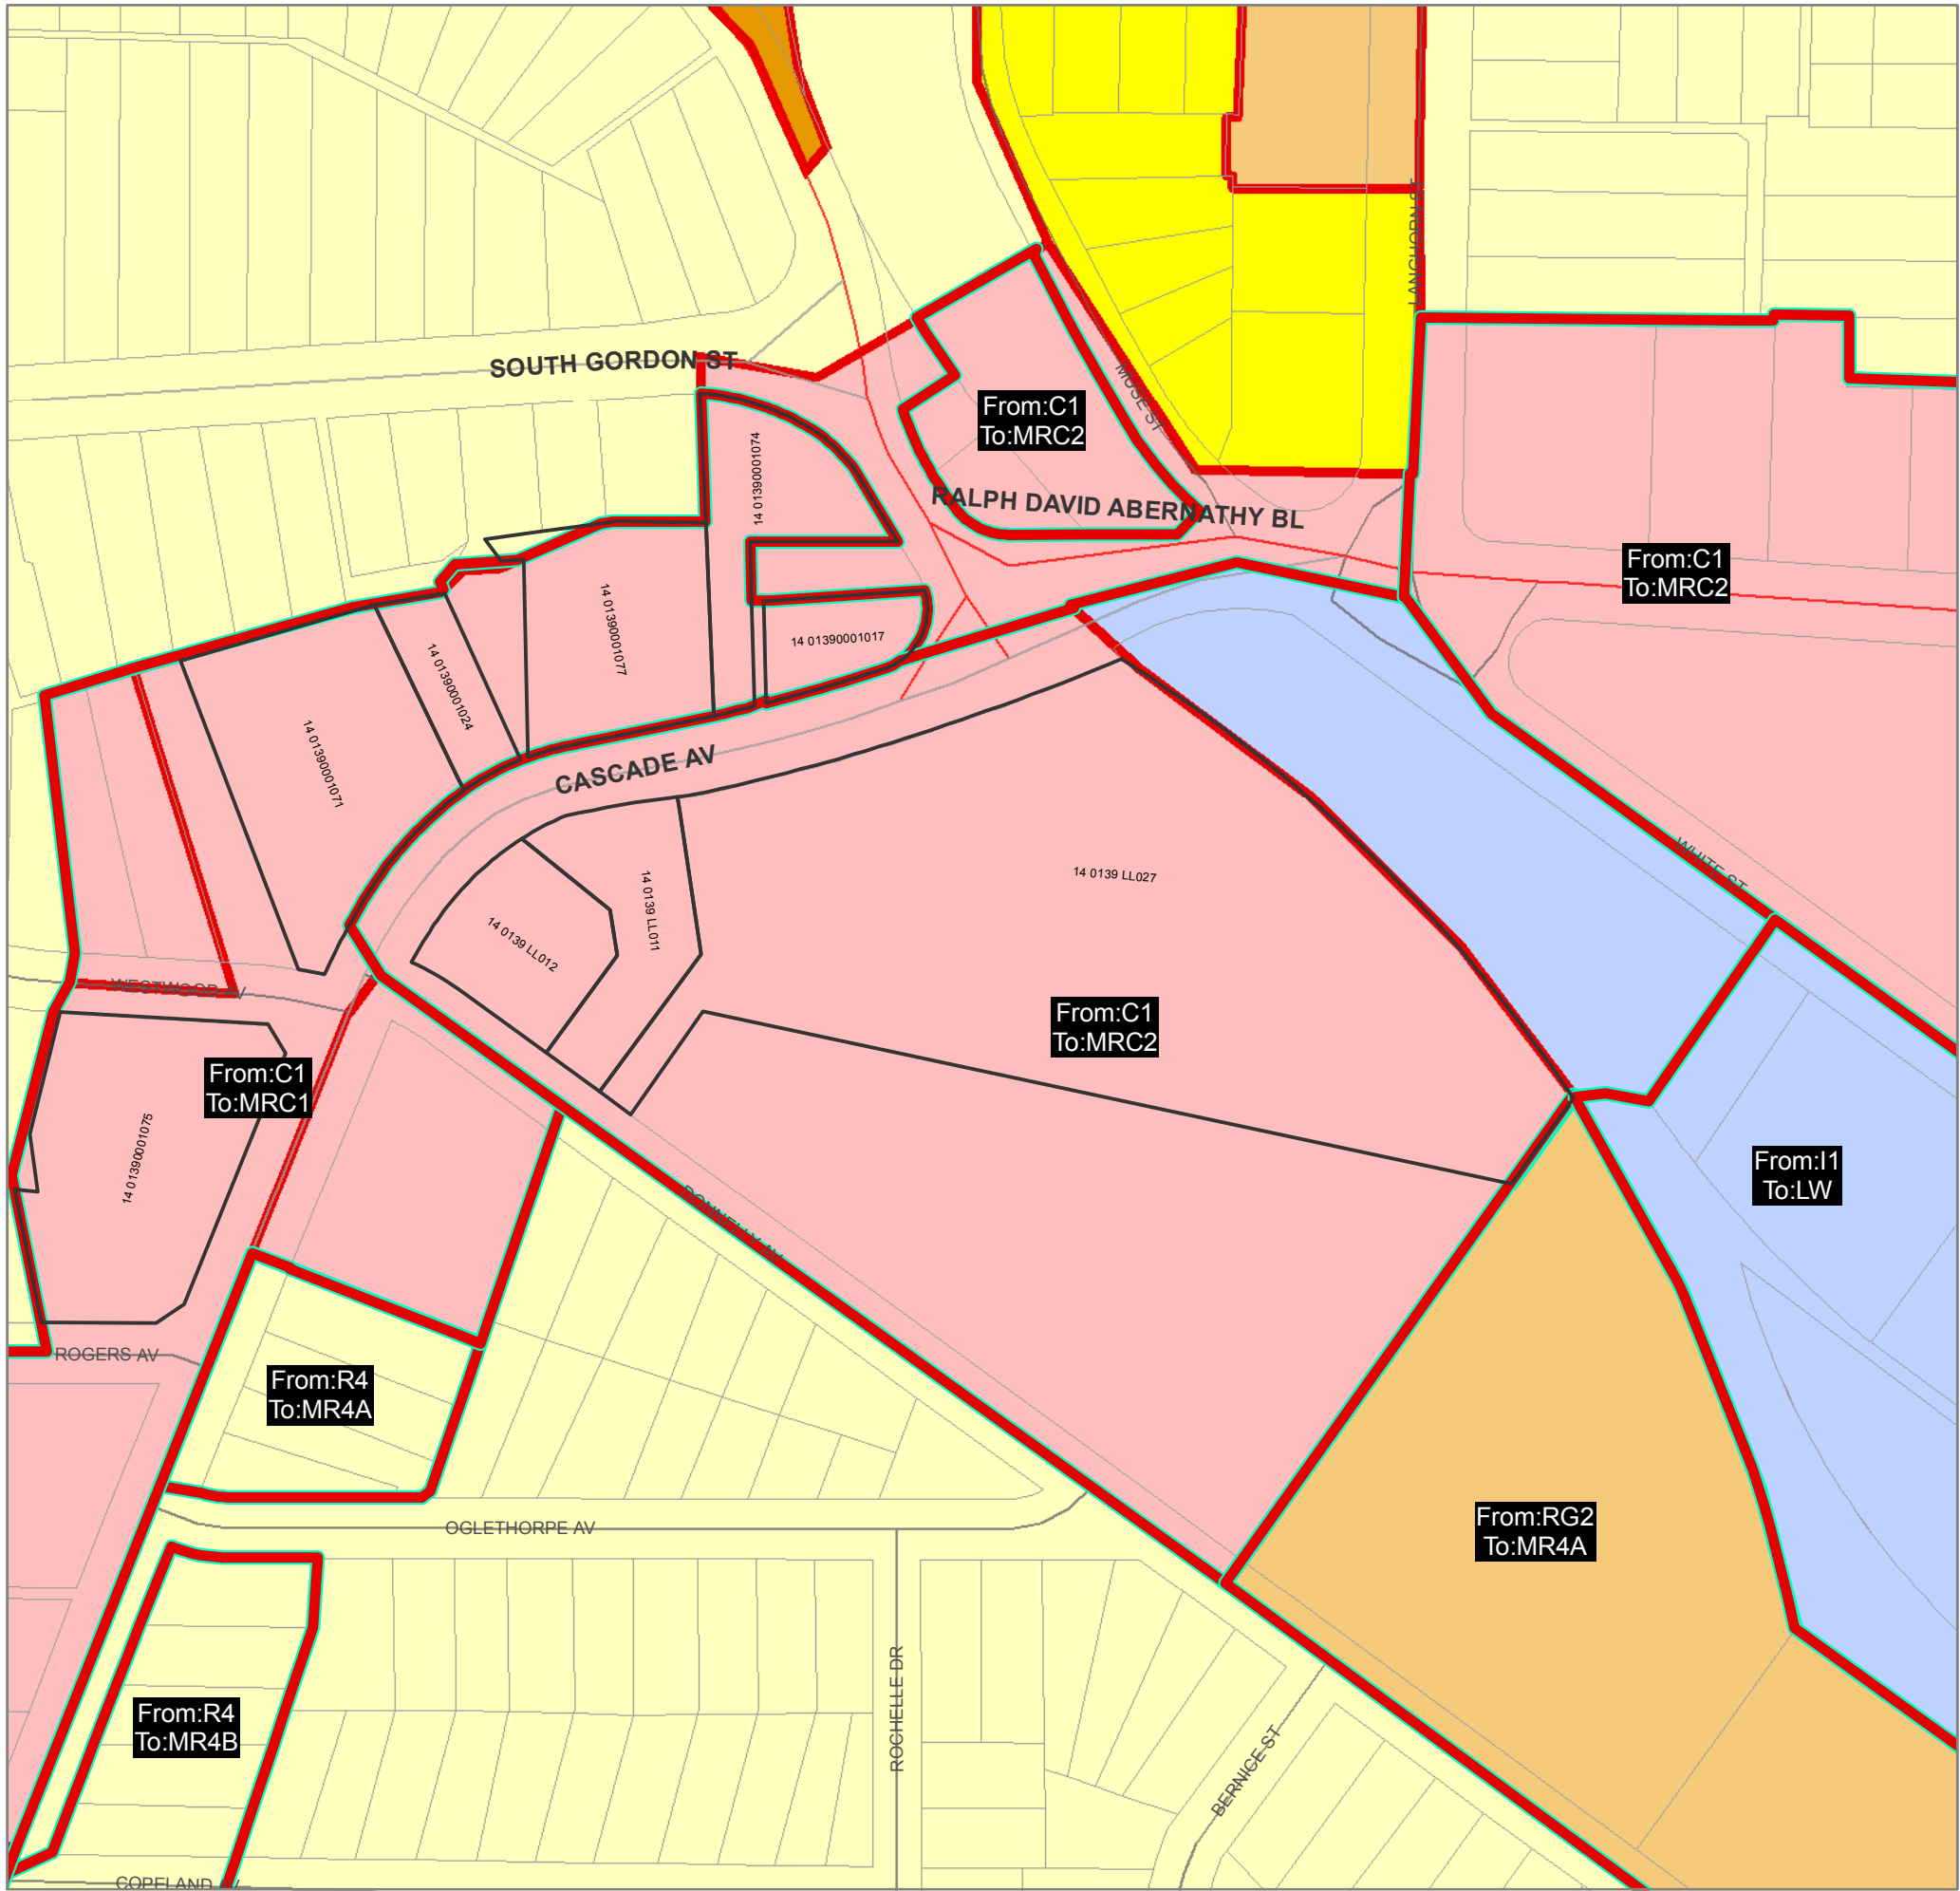 LANGHORN ST
SOUTH GORDON ST
From:C1
To:MRC2
MUSE ST
14 01390001074
RALPH DAVID ABERNATHY BL
From:C1
To:MRC2
14 01390001077
14 01390001017
14 01390001024
14 01390001071
CASCADE AV
14 0139 LL027
WHITE ST
14 0139 LL011
14 0139 LL012
WESTWOOD AV
From:C1
To:MRC2
From:C1
To:MRC1
14 01390001075
From:I1
To:LW
DONNELLY AV
ROGERS AV
From:R4
To:MR4A
OGLETHORPE AV
From:RG2
To:MR4A
ROCHELLE DR
From:R4
To:MR4B
BERNICE ST
COPELAND AV